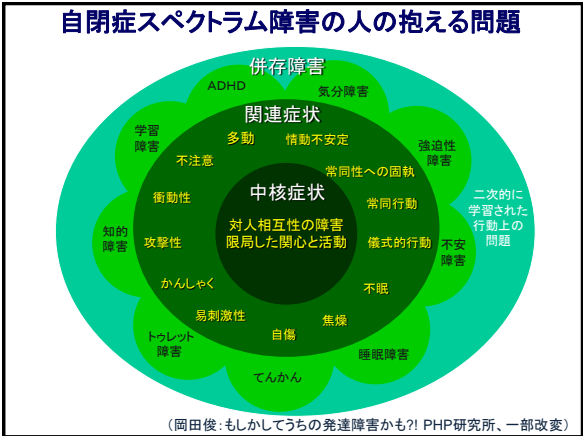 自閉症スペクトラム障害の人の抱える問題
併存障害
ADHD
気分障害
関連症状
学習
障害
多動
情動不安定
強迫性
障害
不注意
常同性への固執
中核症状
衝動性
常同行動
二次的に
学習された
行動上の
問題
対人相互性の障害
限局した関心と活動
知的
障害
攻撃性
儀式的行動
不安
障害
かんしゃく
不眠
易刺激性
焦燥
自傷
トゥレット
障害
睡眠障害
てんかん
（岡田俊：もしかしてうちの発達障害かも?! PHP研究所、一部改変）